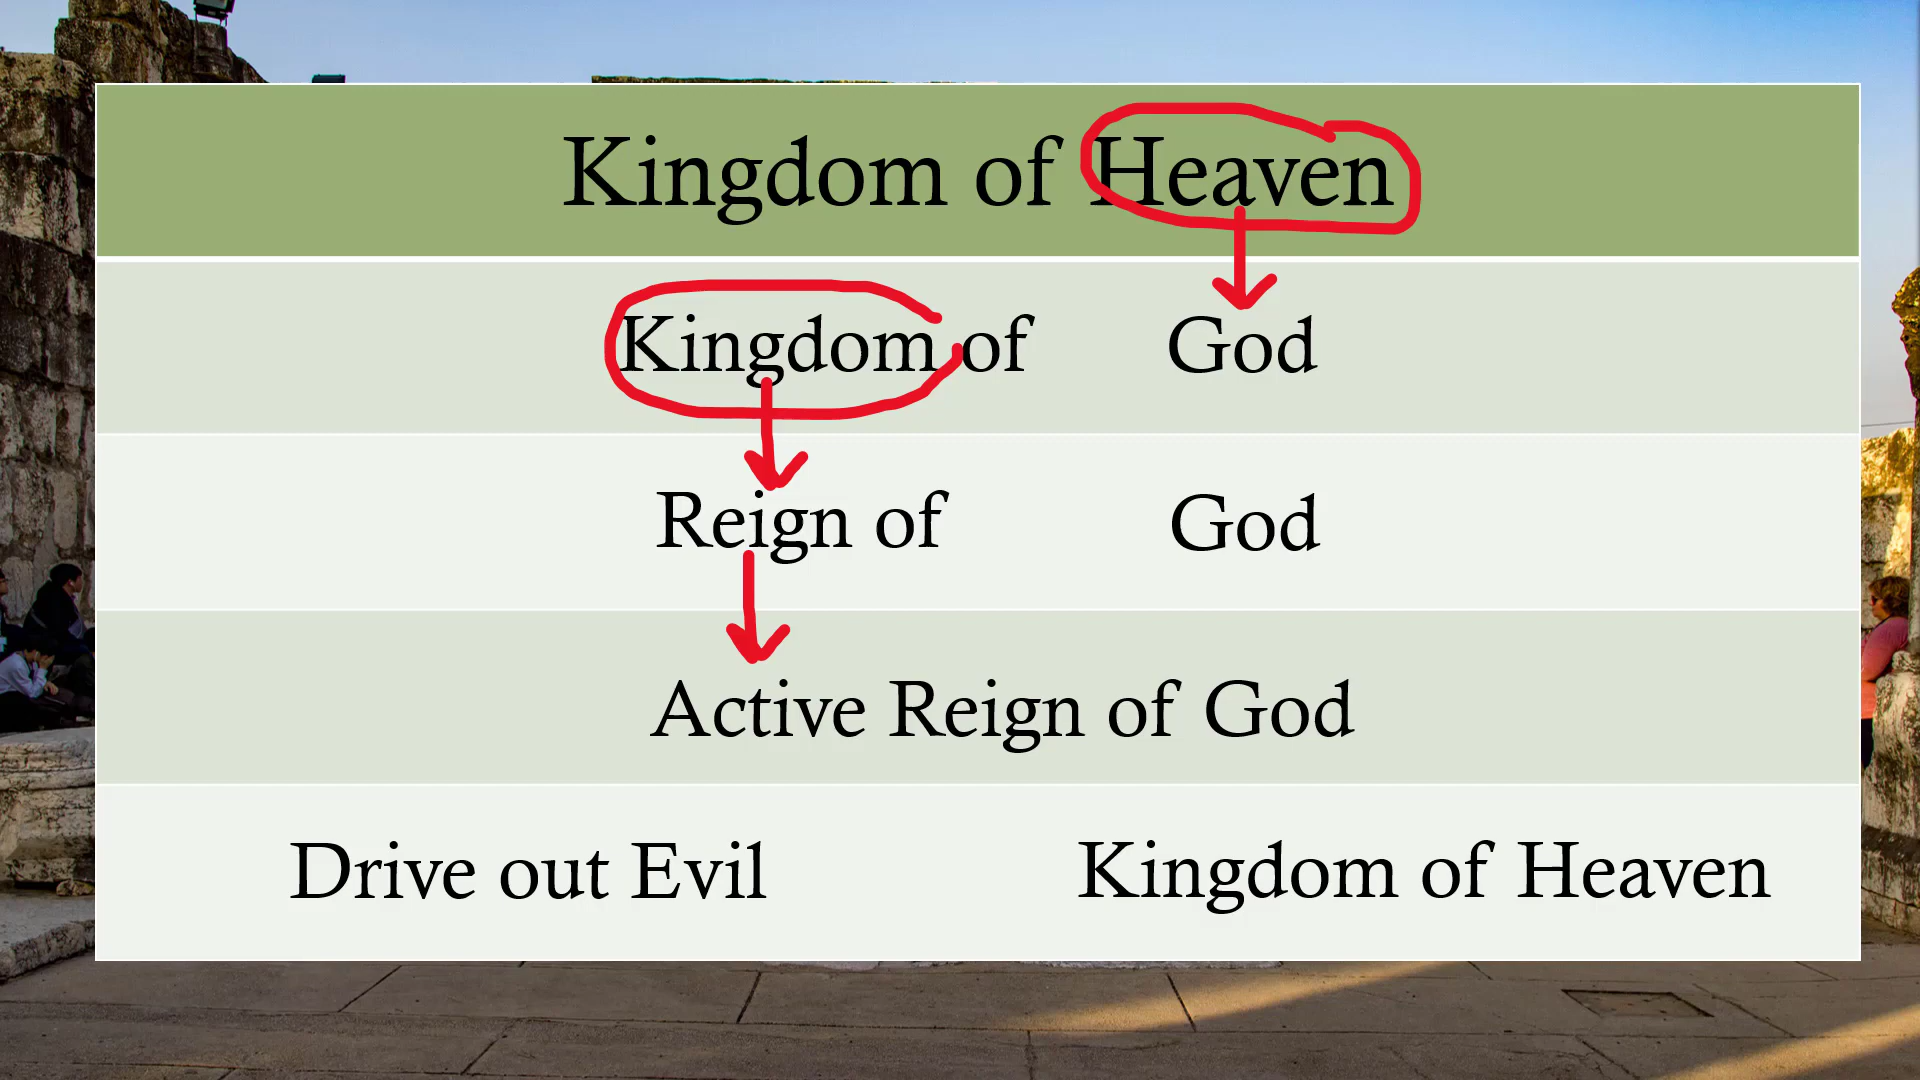 Kingdom of Heaven
Kingdom of God
Reign of God
Active Reign of God
Drive out Evil Kingdom of Heaven